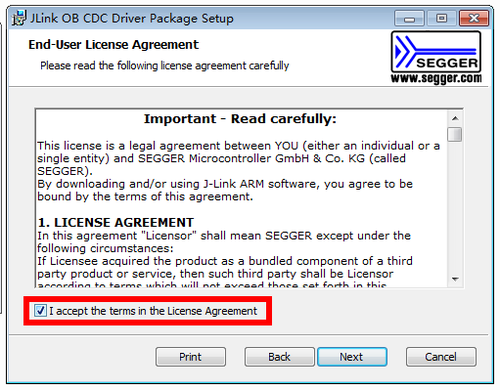 JLink OB CDC Driver Package Setup
End-User License Agreement
Please read the following license agreement carefully
SEGGER
www.segger.com
Important - Read carefully:
This license is a legal agreement between YOU (either an individual or a
single entity) and SEGGER Microcontroller GmbH & Co. KG (called
SEGGER).
By downloading and/or using J-Link ARM software, you agree to be
bound by the terms of this agreement.
1. LICENSE AGREEMENT
In this agreement "Licensor" shall mean SEGGER except under the
following circumstances:
If Licensee acquired the product as a bundled component of a third
party product or service, then such third party shall be Licensor
according to terms which will not exceed those set forth in this
I accept the terms in the License Agreement
Print Back Next Cancel